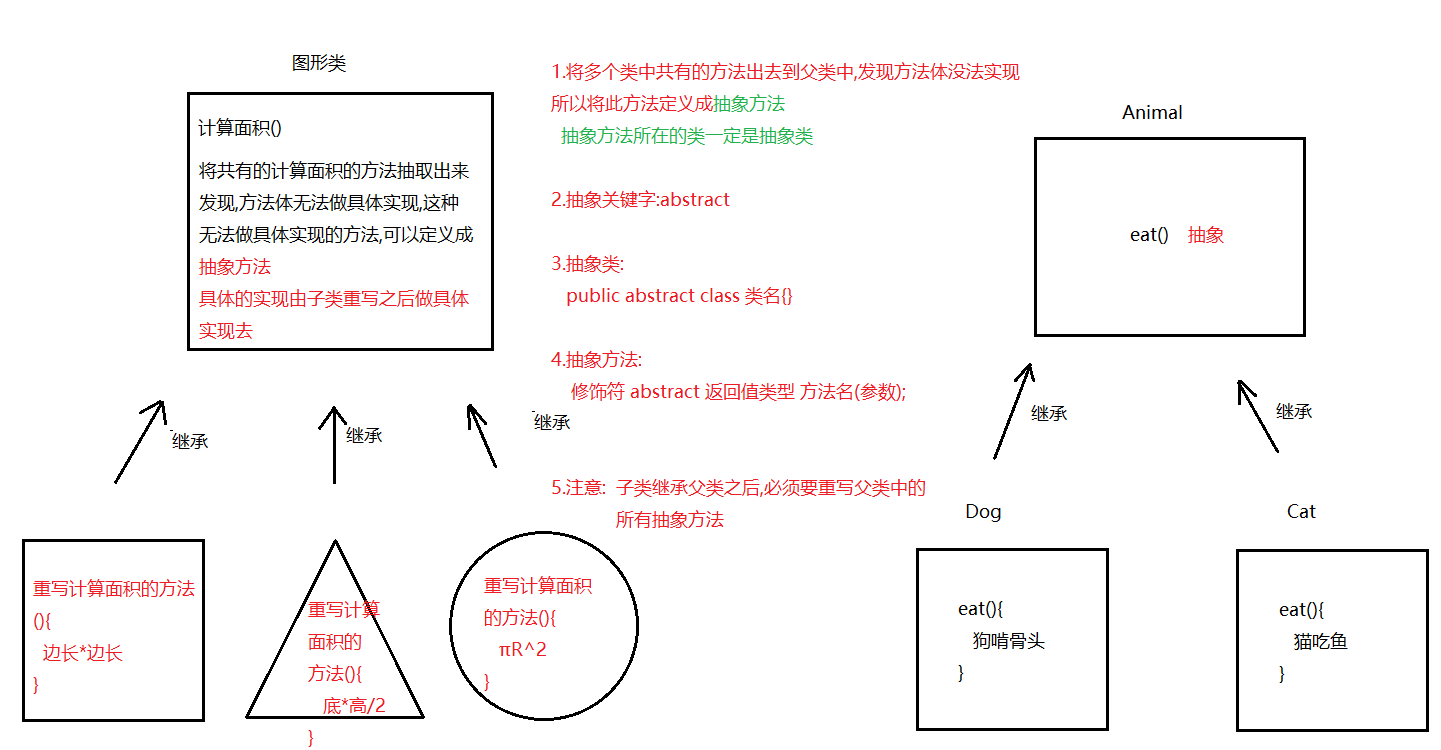 图形类
计算面积()
将共有的计算面积的方法抽取出来
发现,方法体无法做具体实现,这种
无法做具体实现的方法,可以定义成
抽象方法
具体的实现由子类重写之后做具体
实现去
继承
继承
继承
重写计算面积的方法
(){
边长*边长
}
重写计算
面积的
方法(){
底*高/2
}
重写计算面积
的方法(){
πR^2
}
1.将多个类中共有的方法出去到父类中,发现方法体没法实现
所以将此方法定义成抽象方法
抽象方法所在的类一定是抽象类
2.抽象关键字:abstract
3.抽象类:
public abstract class 类名{}
4.抽象方法:
修饰符 abstract 返回值类型 方法名(参数);
5.注意: 子类继承父类之后,必须要重写父类中的
所有抽象方法
Animal
eat() 抽象
继承
继承
Dog
eat(){
狗啃骨头
}
Cat
eat(){
猫吃鱼
}